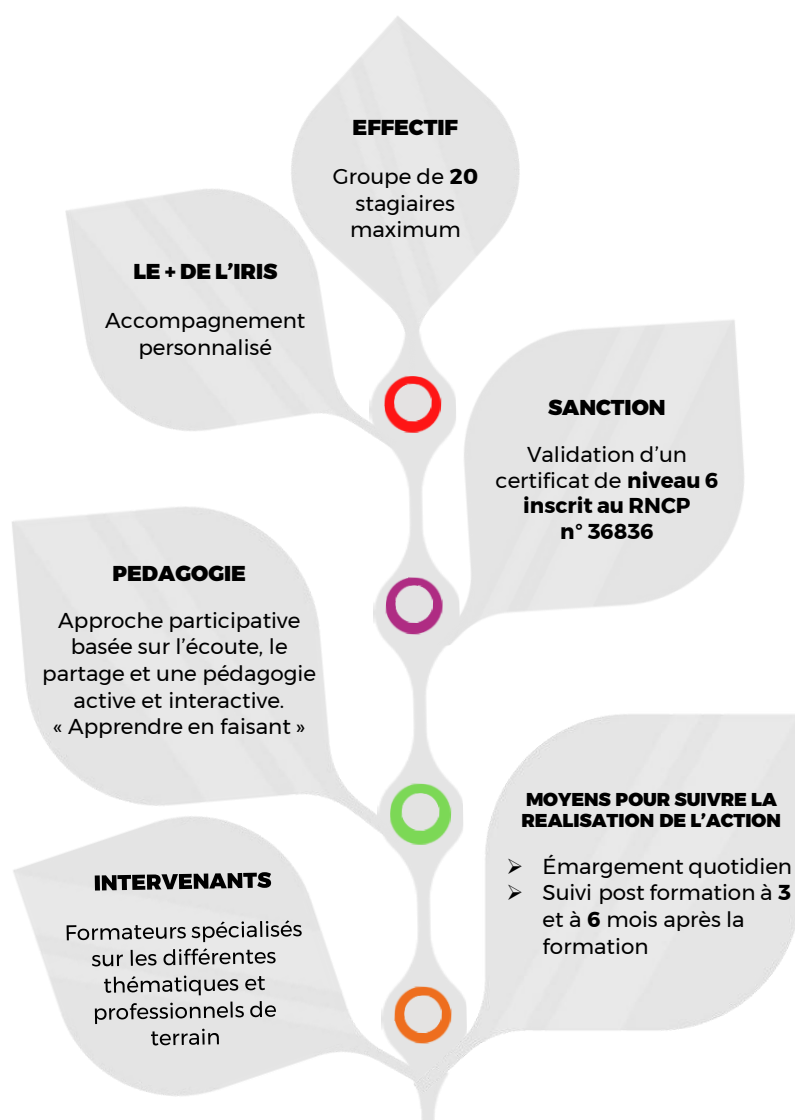 EFFECTIF
Groupe de 20
stagiaires
maximum
LE + DE L'IRIS
Accompagnement
personnalisé
SANCTION
Validation d'un
certificat de niveau 6
inscrit au RNCP
n° 36836
PEDAGOGIE
Approche participative
basée sur l'écoute, le
partage et une pédagogie
active et interactive.
« Apprendre en faisant »
MOYENS POUR SUIVRE LA
REALISATION DE L'ACTION
➢ Émargement quotidien
➢ Suivi post formation à 3
et à 6 mois après la
formation
INTERVENANTS
Formateurs spécialisés
sur les différentes
thématiques et
professionnels de
terrain